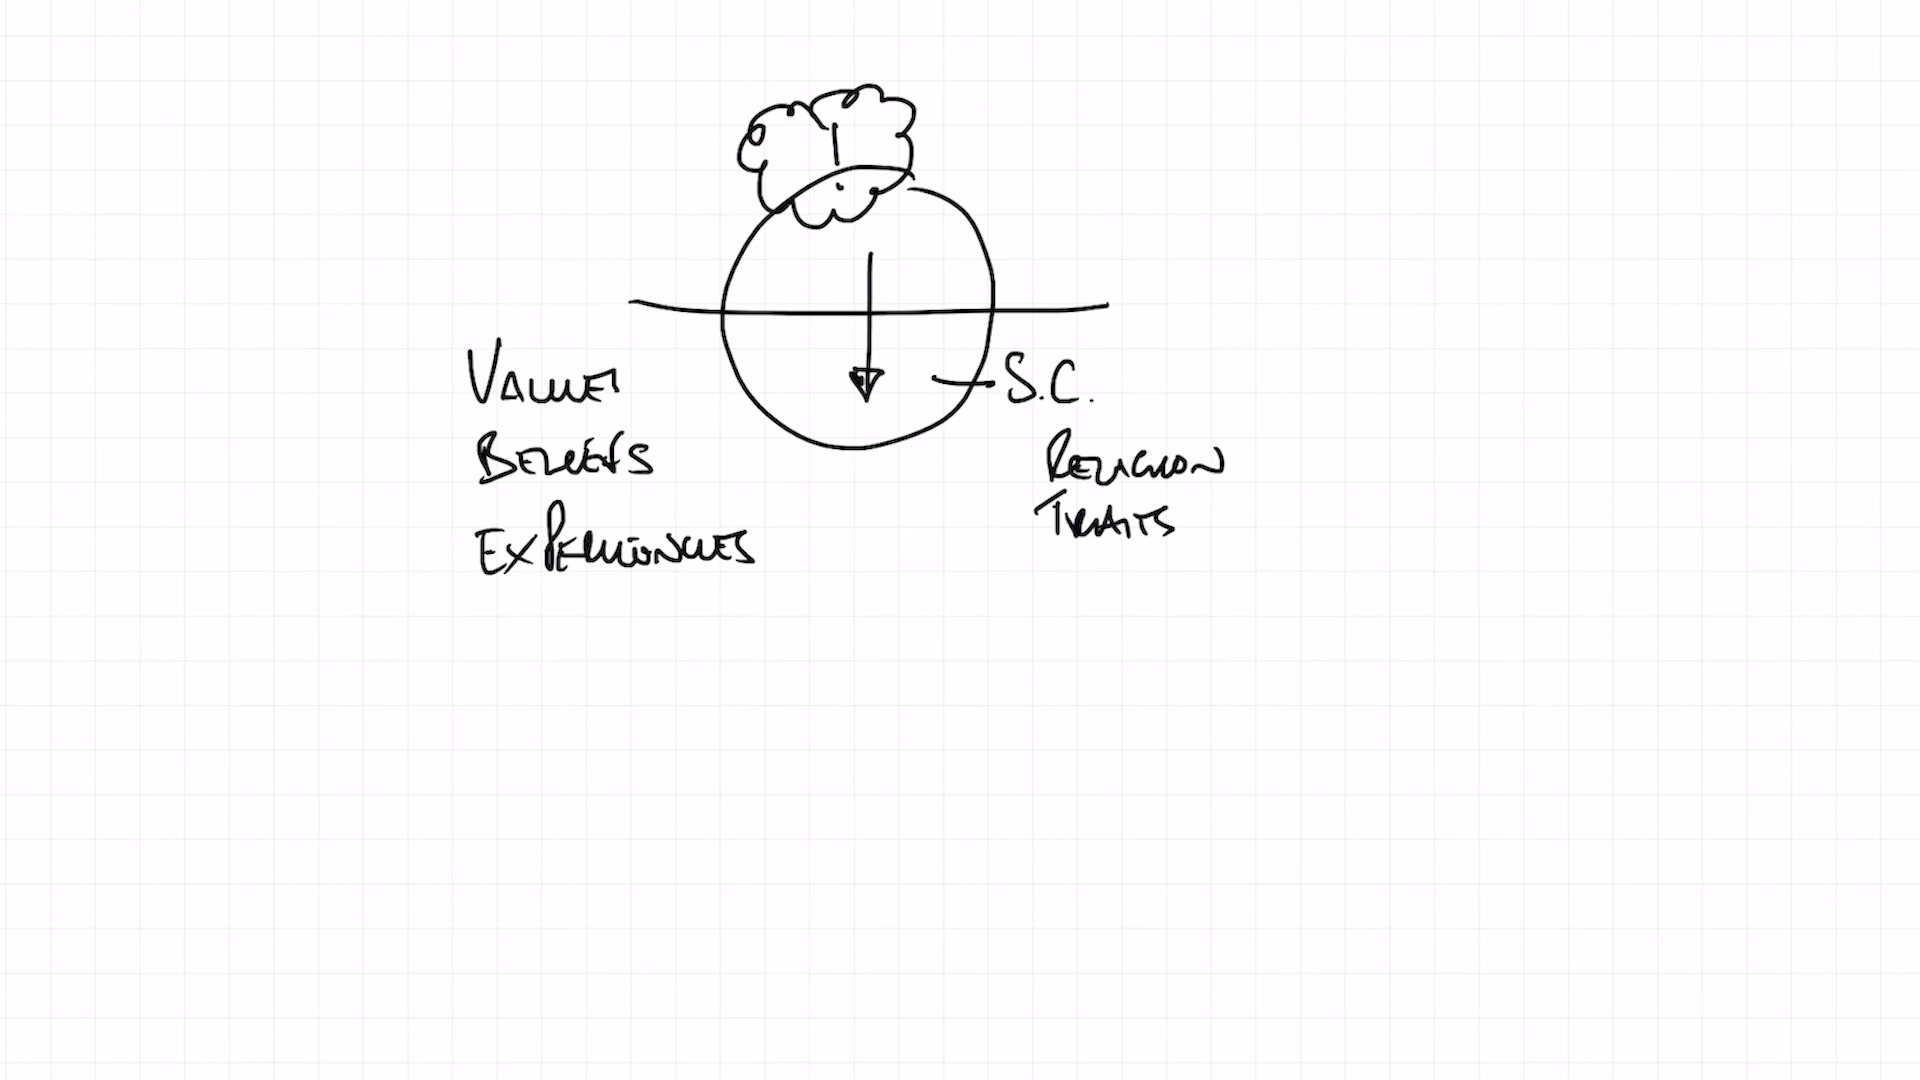 VALUES
BELIEFS
EXPERIENCES
S.C.
RELIGION
TRAITS